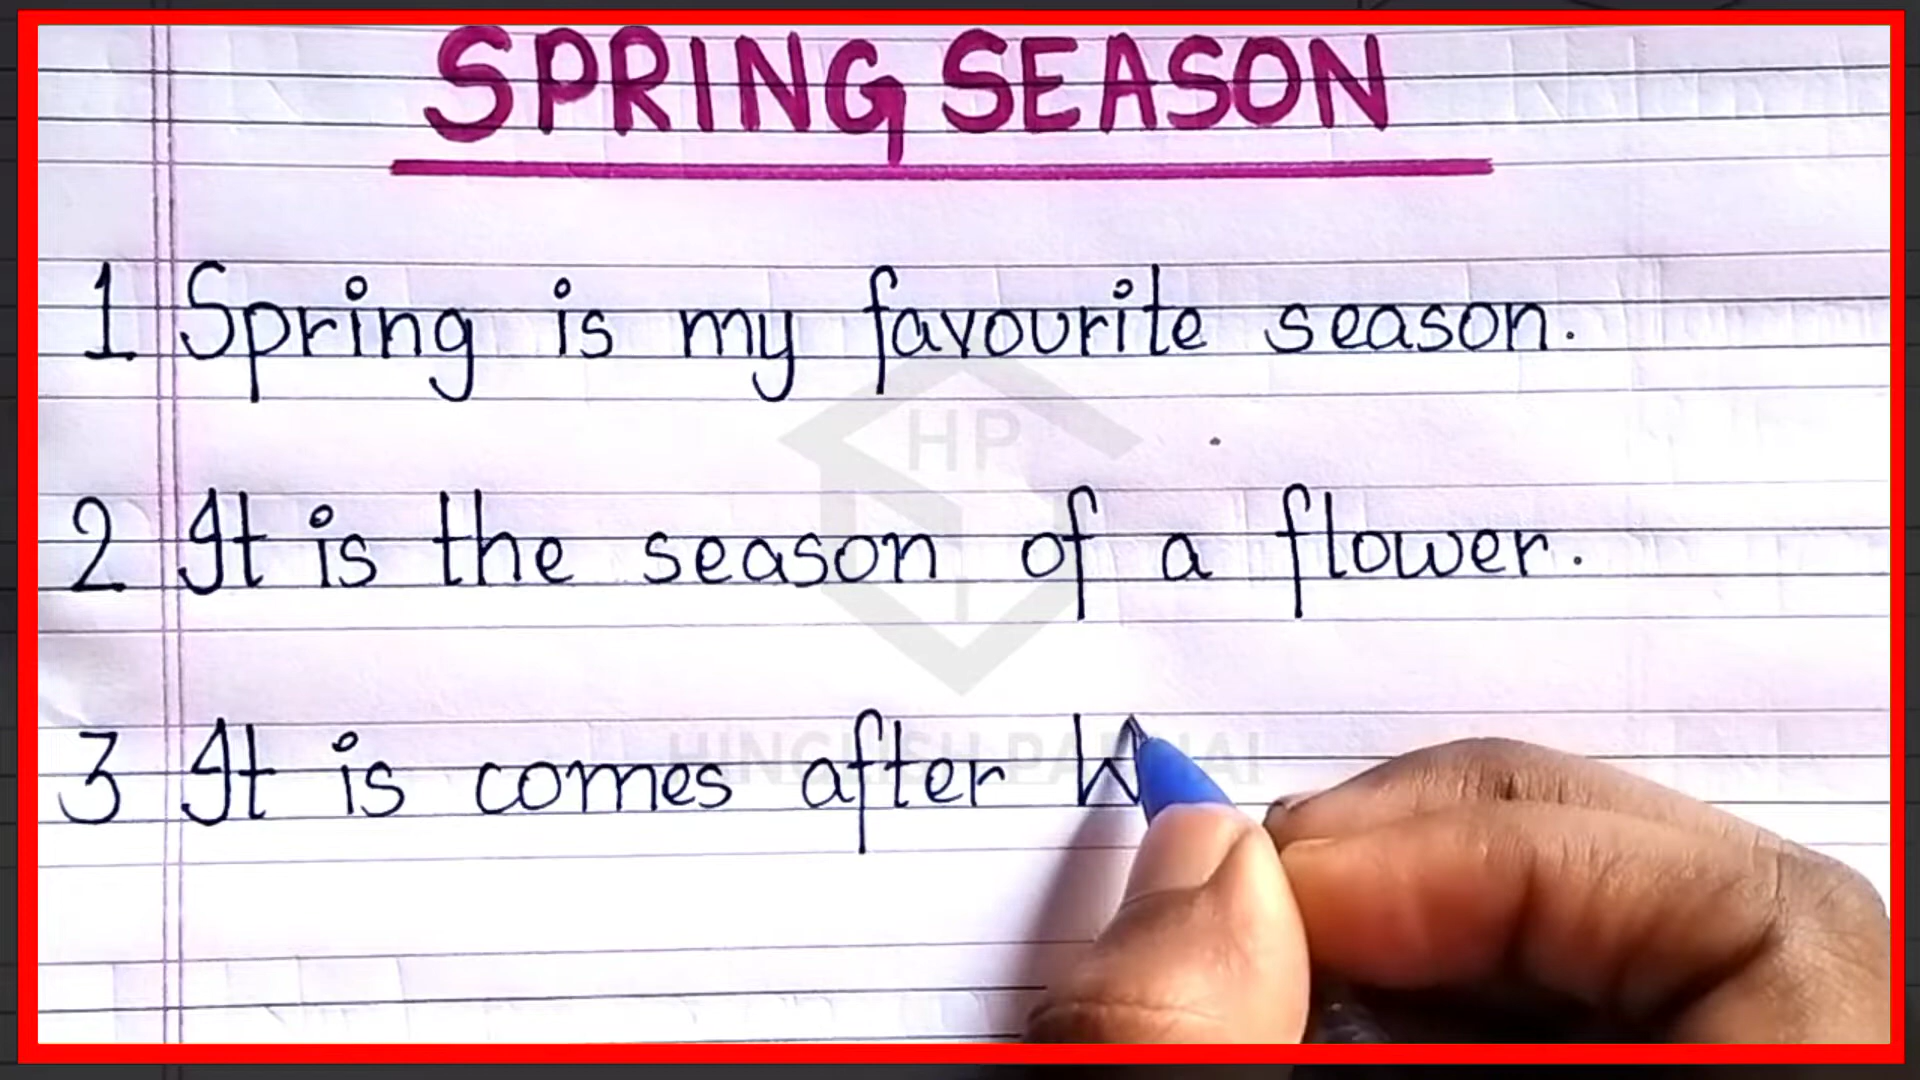 SPRING SEASON
1 Spring is my favourite season.
HP
2 It is the season of a flower.
3 It is comes after W